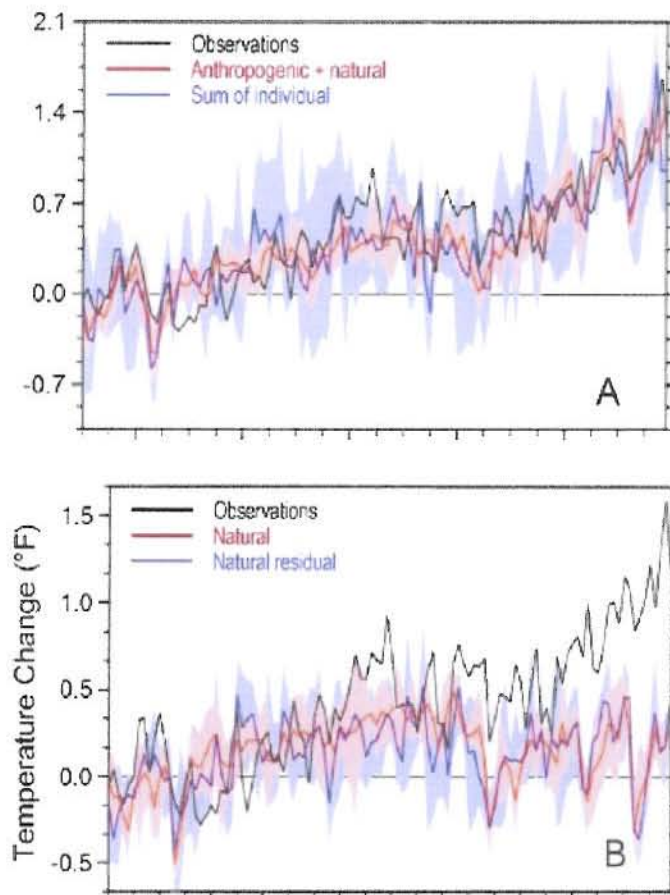 2.1
Observations
Anthropogenic + natural
Sum of individual
1.4
0.7
0.0
-0.7
A
Observations
Natural
Natural residual
1.5
1.0
0.5
0.0
-0.5
Temperature Change (°F)
B